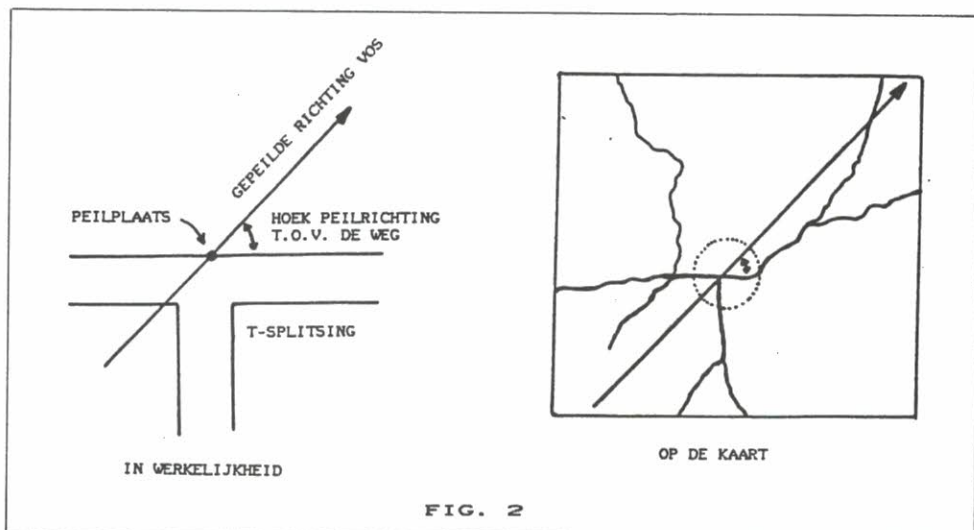 GEPEILDE RICHTING VOS
PEILPLAATS
HOEK PEILRICHTING
T.O.V. DE WEG
T-SPLITSING
IN WERKELIJKHEID
OP DE KAART
FIG. 2